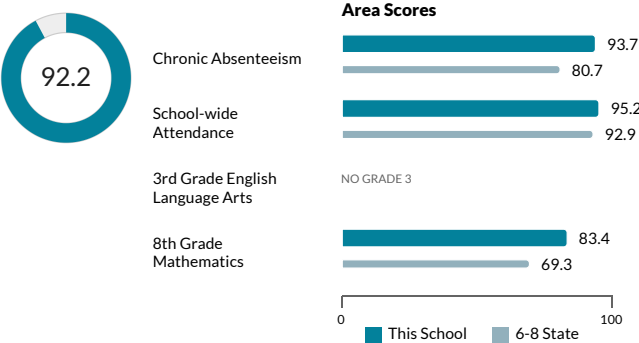 Area Scores
92.2
Chronic Absenteeism
93.7
80.7
School-wide
Attendance
95.2
92.9
3rd Grade English
Language Arts
NO GRADE 3
8th Grade
Mathematics
83.4
69.3
0
100
This School
6-8 State